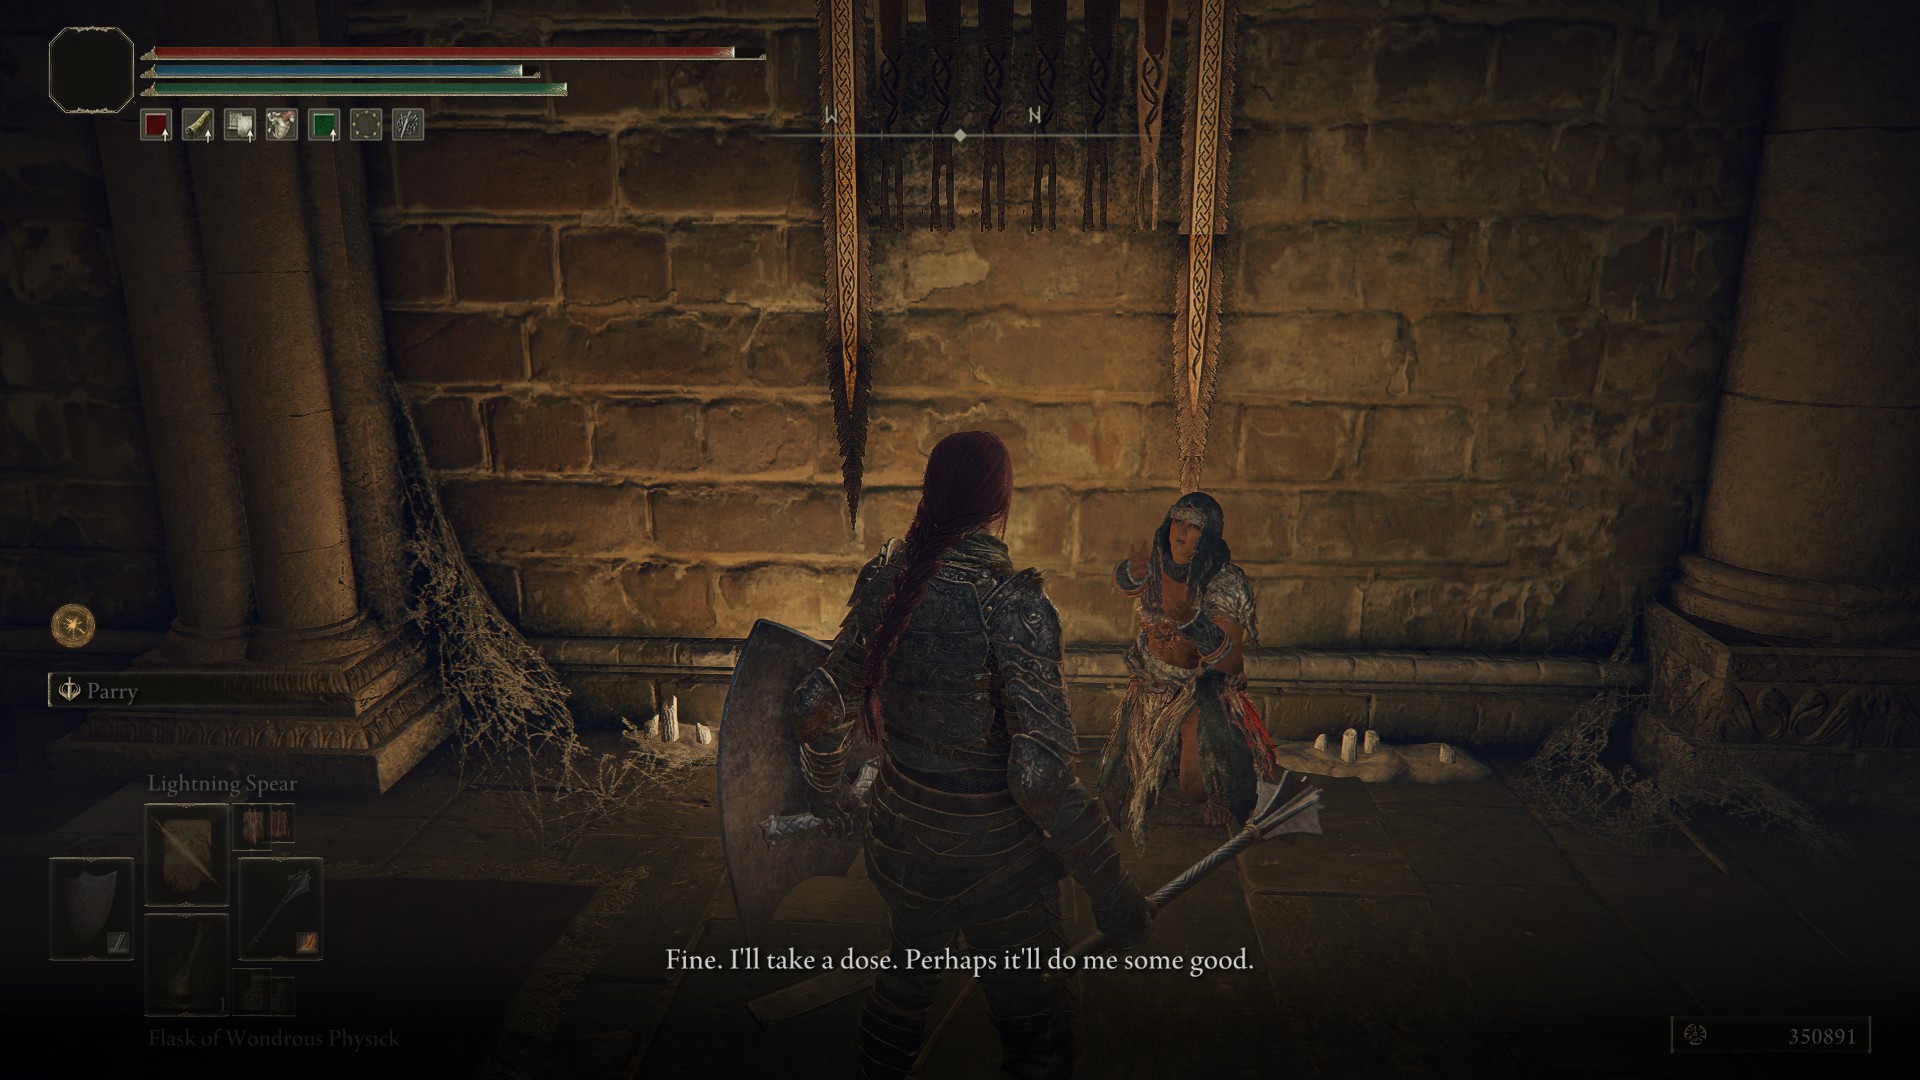 W
N
Parry
Lightning Spear
1
Flask of Wondrous Physick
Fine. I'll take a dose. Perhaps it'll do me some good.
350891